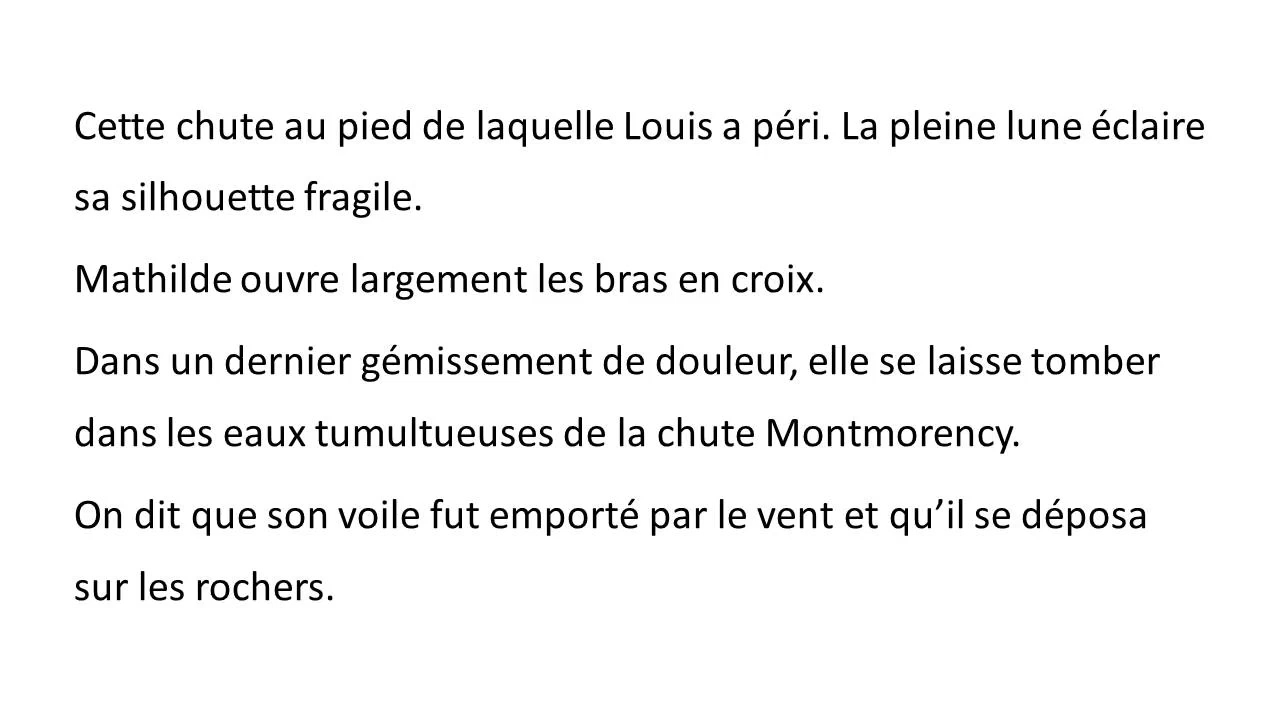 Cette chute au pied de laquelle Louis a péri. La pleine lune éclaire
sa silhouette fragile.
Mathilde ouvre largement les bras en croix.
Dans un dernier gémissement de douleur, elle se laisse tomber
dans les eaux tumultueuses de la chute Montmorency.
On dit que son voile fut emporté par le vent et qu’il se déposa
sur les rochers.